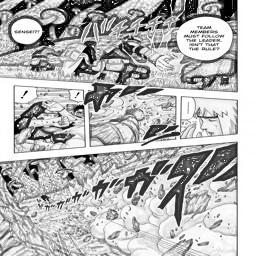 TEAM
MEMBERS
MUST FOLLOW
THE LEADER.
ISN'T THAT
THE RULE?
SENSEI?!
!
!